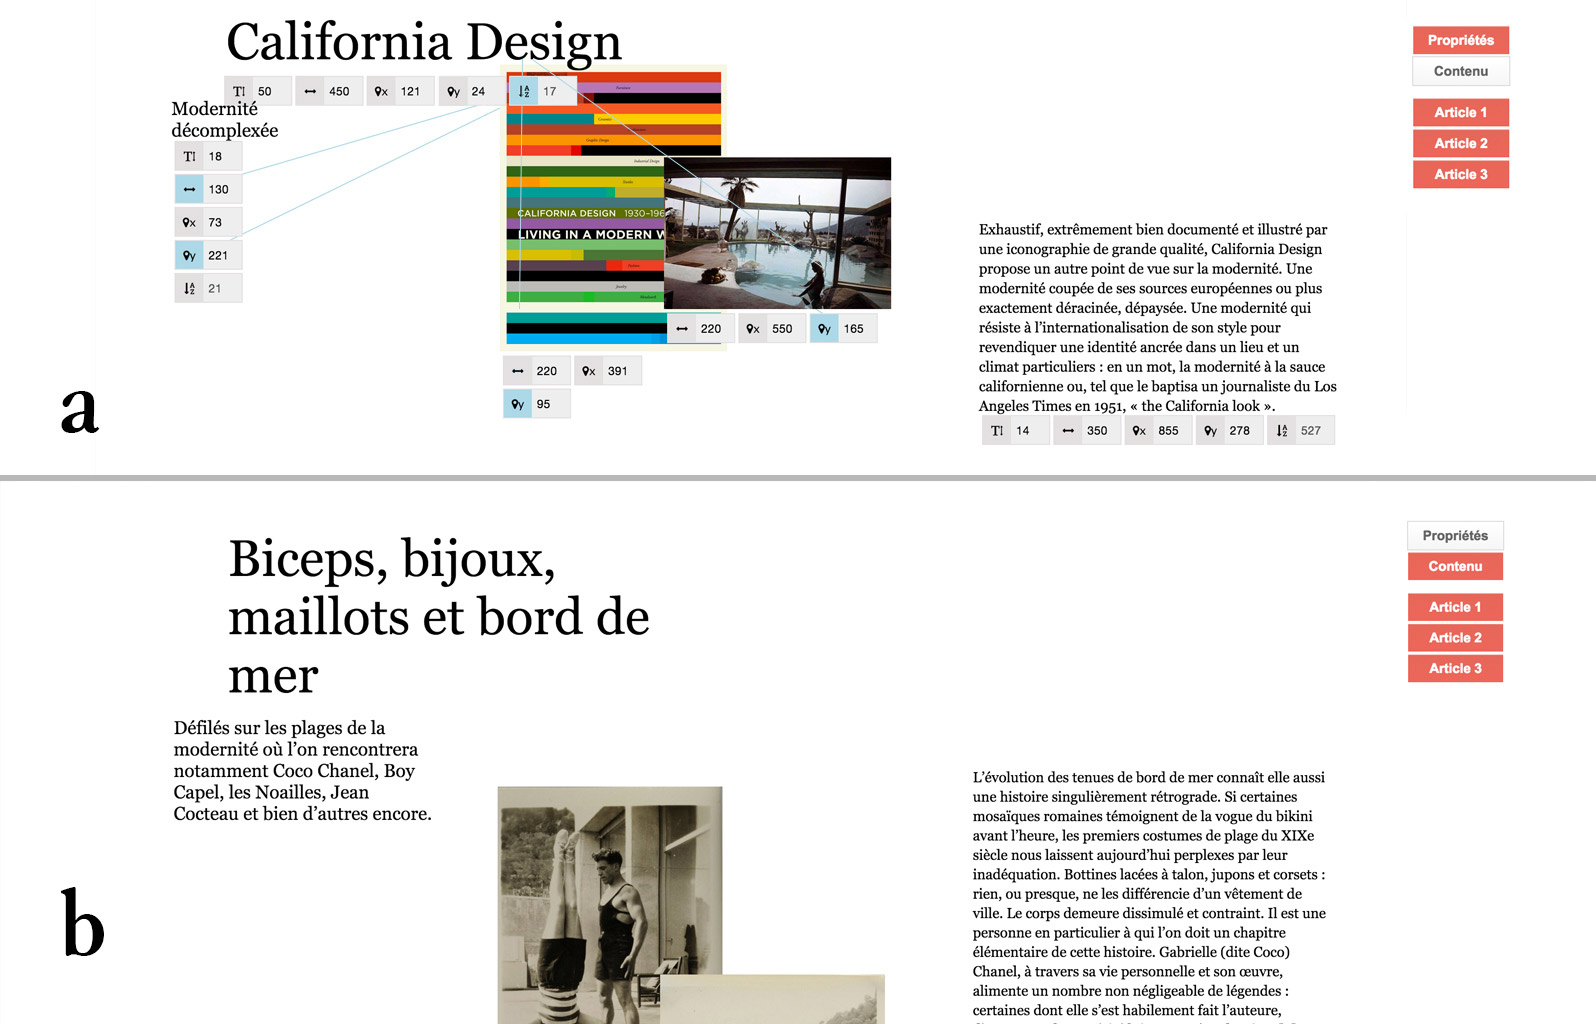 California Design
Propriétés
Contenu
Article 1
Article 2
Article 3
T! 50
450
x 121
y 24
A Z 17
Modernité
décomplexée
T! 18
130
x 73
y 221
A Z 21
CALIFORNIA DESIGN 1930-196
LIVING IN A MODERN W
220
x 550
y 165
220
x 391
y 95
Exhaustif, extrêmement bien documenté et illustré par
une iconographie de grande qualité, California Design
propose un autre point de vue sur la modernité. Une
modernité coupée de ses sources européennes ou plus
exactement déracinée, dépaysée. Une modernité qui
résiste à l’internationalisation de son style pour
revendiquer une identité ancrée dans un lieu et un
climat particuliers : en un mot, la modernité à la sauce
californienne ou, tel que le baptisa un journaliste du Los
Angeles Times en 1951, « the California look ».
T! 14
350
x 855
y 278
A Z 527
a
Biceps, bijoux,
maillots et bord de
mer
Propriétés
Contenu
Article 1
Article 2
Article 3
Défilés sur les plages de la
modernité où l’on rencontrera
notamment Coco Chanel, Boy
Capel, les Noailles, Jean
Cocteau et bien d’autres encore.
L’évolution des tenues de bord de mer connaît elle aussi
une histoire singulièrement rétrograde. Si certaines
mosaïques romaines témoignent de la vogue du bikini
avant l’heure, les premiers costumes de plage du XIXe
siècle nous laissent aujourd’hui perplexes par leur
inadéquation. Bottines lacées à talon, jupons et corsets :
rien, ou presque, ne les différencie d’un vêtement de
ville. Le corps demeure dissimulé et contraint. Il est une
personne en particulier à qui l’on doit un chapitre
élémentaire de cette histoire. Gabrielle (dite Coco)
Chanel, à travers sa vie personnelle et son œuvre,
alimente un nombre non négligeable de légendes :
certaines dont elle s’est habilement fait l’auteure,
b